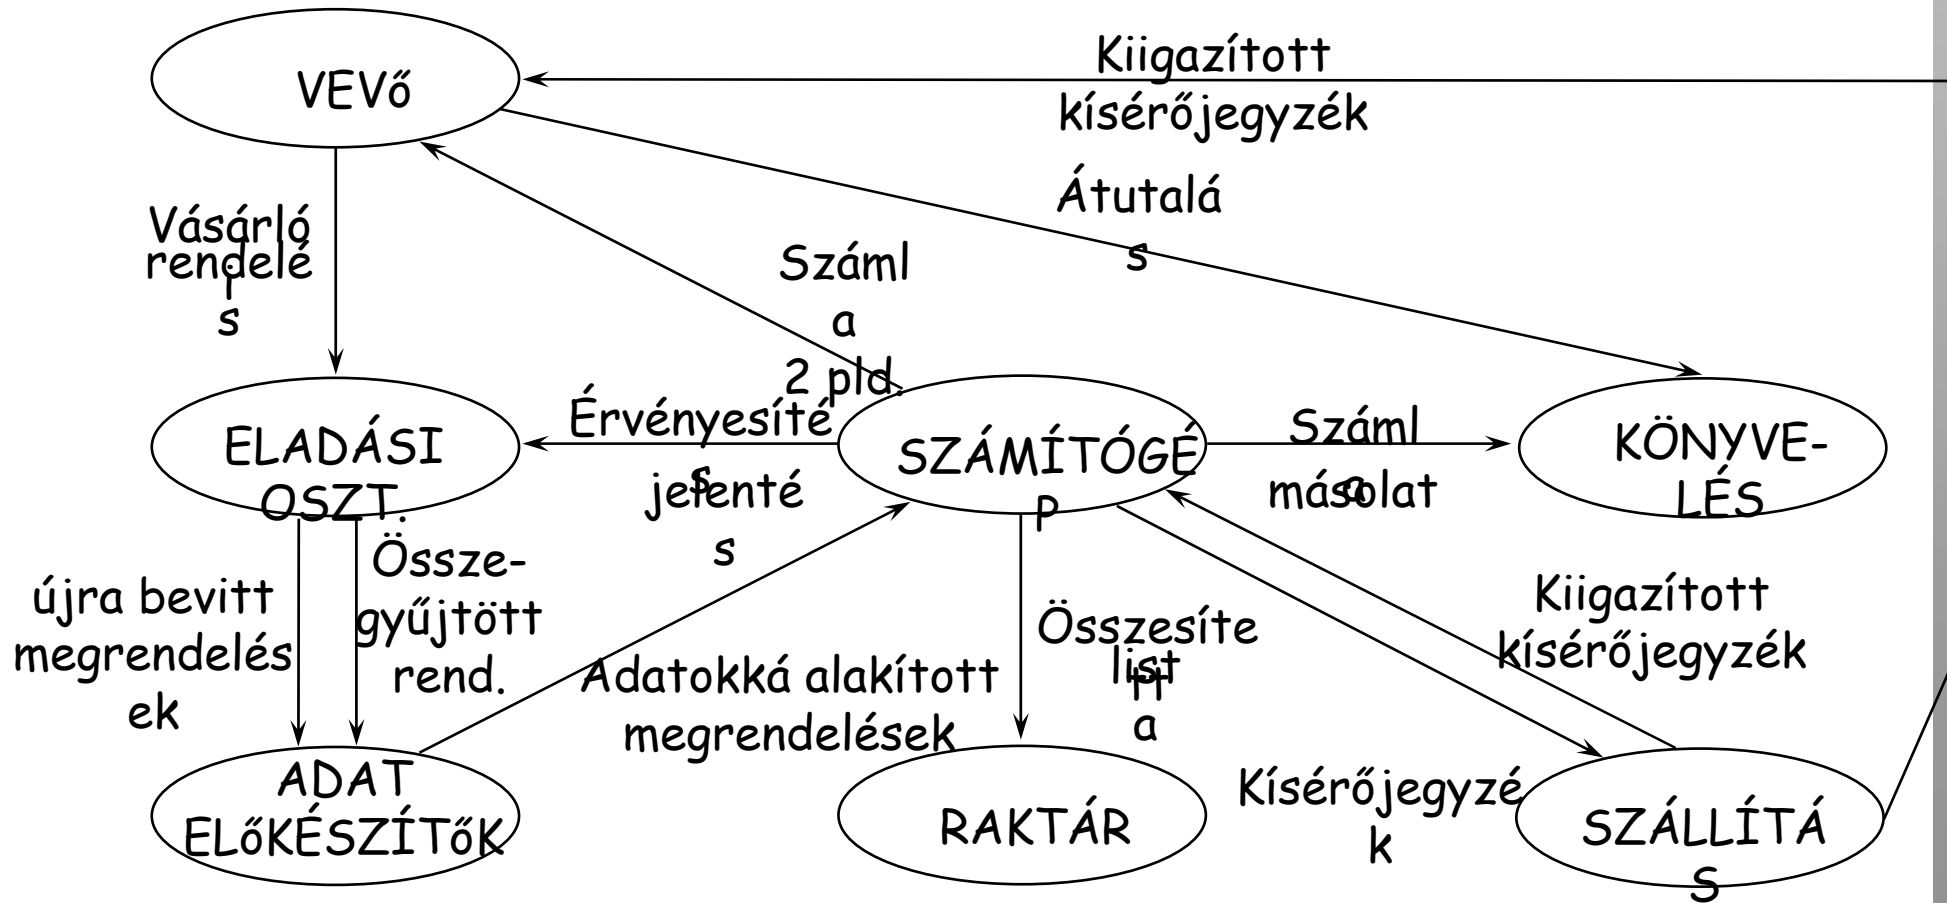 VEVő
Kiigazított
kísérőjegyzék
Átutalá
s
Vásárló
i
rendelé
s
Száml
a
2 pld.
ELADÁSI
OSZT.
Érvényesíté
s
jelenté
s
SZÁMÍTÓGÉ
P
Száml
a
másolat
KÖNYVE-
LÉS
újra bevitt
megrendelés
ek
Össze-
gyűjtött
rend.
Adatokká alakított
megrendelések
Összesíte
tt
list
a
Kiigazított
kísérőjegyzék
ADAT
ELőKÉSZÍTőK
RAKTÁR
Kísérőjegyzé
k
SZÁLLÍTÁ
S